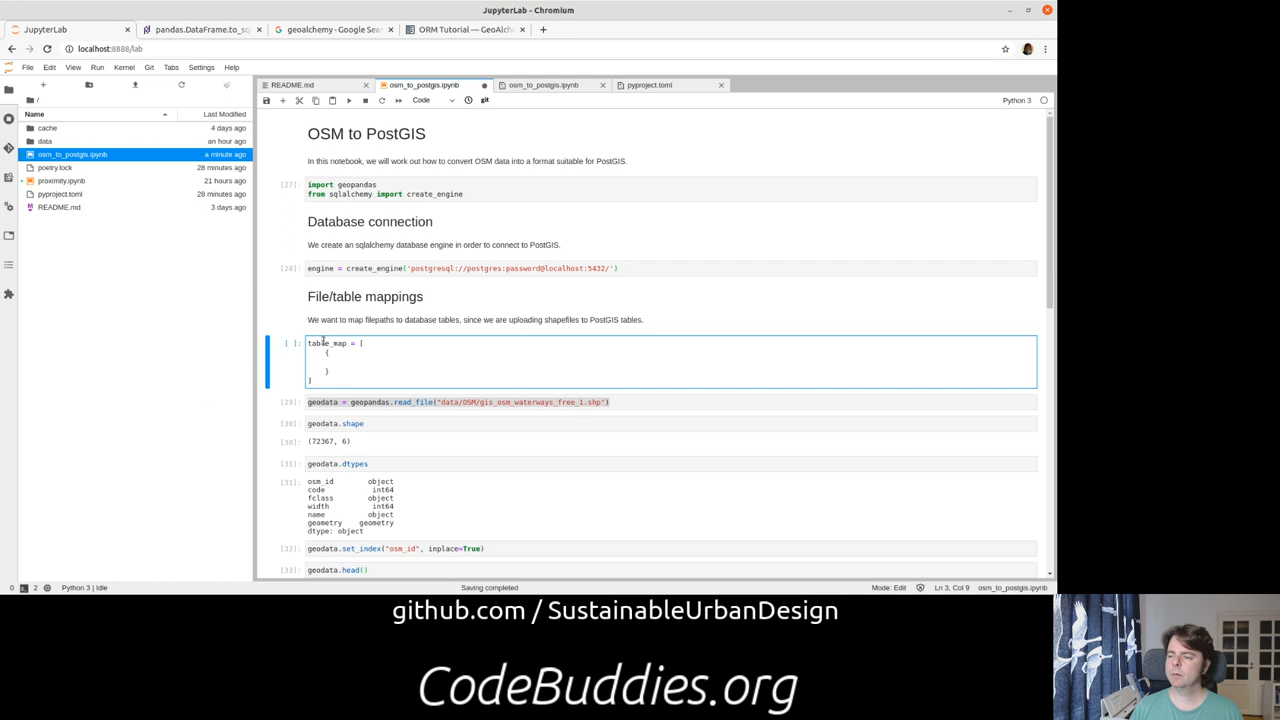 JupyterLab - Chromium
JupyterLab
pandas.DataFrame.to_sq
geoalchemy - Google Sear
ORM Tutorial — GeoAlche
localhost:8888/lab
File Edit View Run Kernel Git Tabs Settings Help
README.md
osm_to_postgis.ipynb
osm_to_postgis.ipynb
pyproject.toml
Code
git
Python 3
/
Name Last Modified
cache 4 days ago
data an hour ago
osm_to_postgis.ipynb a minute ago
poetry.lock 28 minutes ago
proximity.ipynb 21 hours ago
pyproject.toml 28 minutes ago
README.md 3 days ago
OSM to PostGIS
In this notebook, we will work out how to convert OSM data into a format suitable for PostGIS.
[27]: import geopandas
from sqlalchemy import create_engine
Database connection
We create an sqlalchemy database engine in order to connect to PostGIS.
[28]: engine = create_engine('postgresql://postgres:password@localhost:5432/')
File/table mappings
We want to map filepaths to database tables, since we are uploading shapefiles to PostGIS tables.
[ ]: table_map = [
{
}
]
[29]: geodata = geopandas.read_file("data/OSM/gis_osm_waterways_free_1.shp")
[30]: geodata.shape
[30]: (72367, 6)
[31]: geodata.dtypes
[31]: osm_id object
code int64
fclass object
width int64
name object
geometry geometry
dtype: object
[32]: geodata.set_index("osm_id", inplace=True)
[33]: geodata.head()
0 2 Python 3 | Idle
Saving completed
Mode: Edit Ln 3, Col 9 osm_to_postgis.ipynb
github.com / SustainableUrbanDesign
CodeBuddies.org